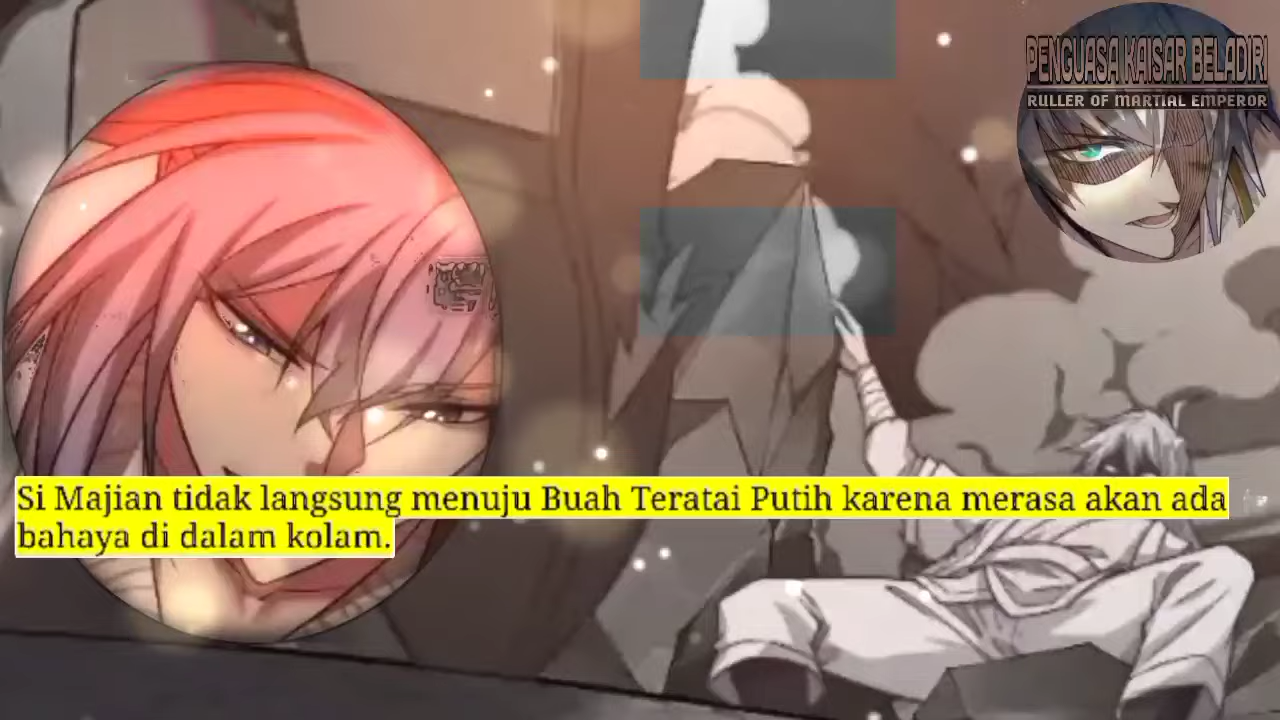 PENGUASA KAISAR BELADIRI
RULLER OF MARTIAL EMPEROR
Si Majian tidak langsung menuju Buah Teratai Putih karena merasa akan ada
bahaya di dalam kolam.